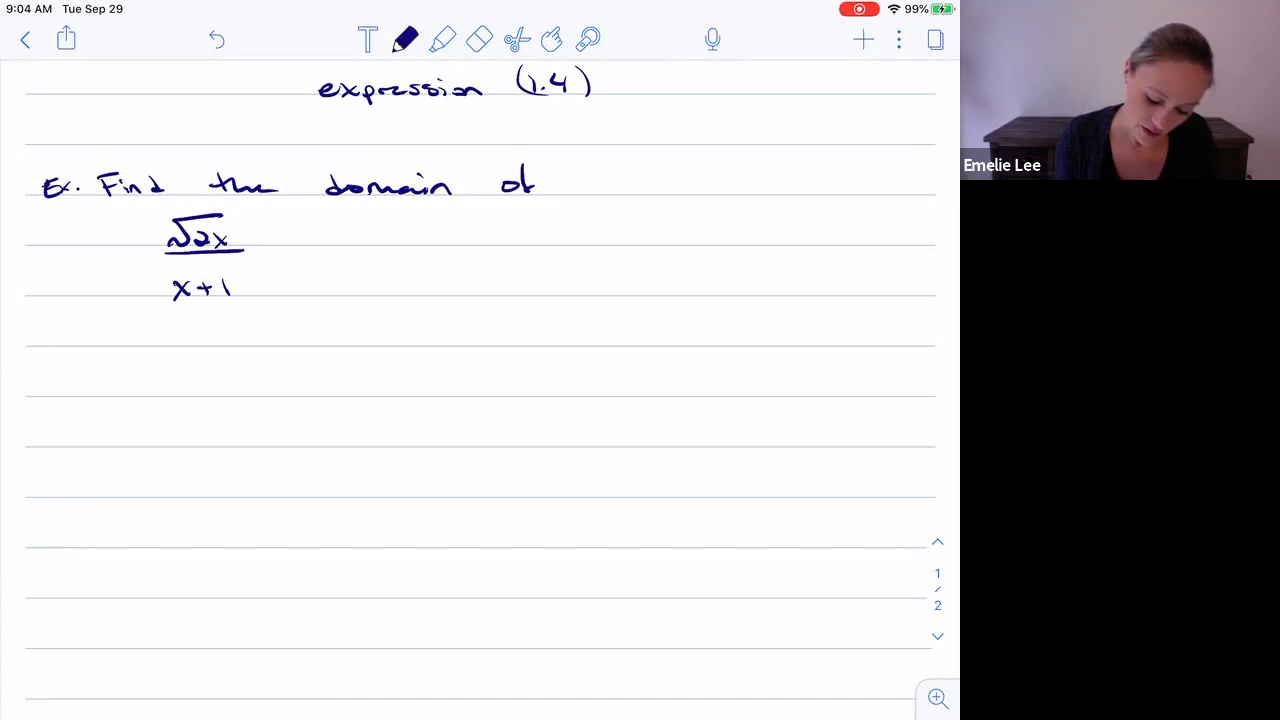 9:04 AM Tue Sep 29
99%
expression (1.4)
Ex. Find the domain of
√2x
x+1
Emelie Lee
1
/
2